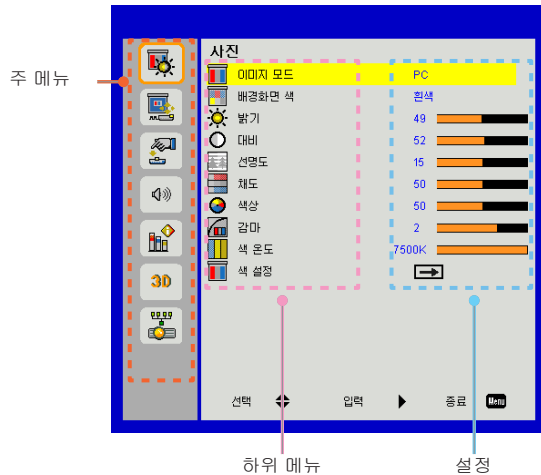 사진
주 메뉴
이미지 모드 PC
배경화면 색 흰색
밝기 49
대비 52
선명도 15
채도 50
색상 50
감마 2
색 온도 7500K
색 설정
3D
선택 입력 종료 Menu
하위 메뉴 설정